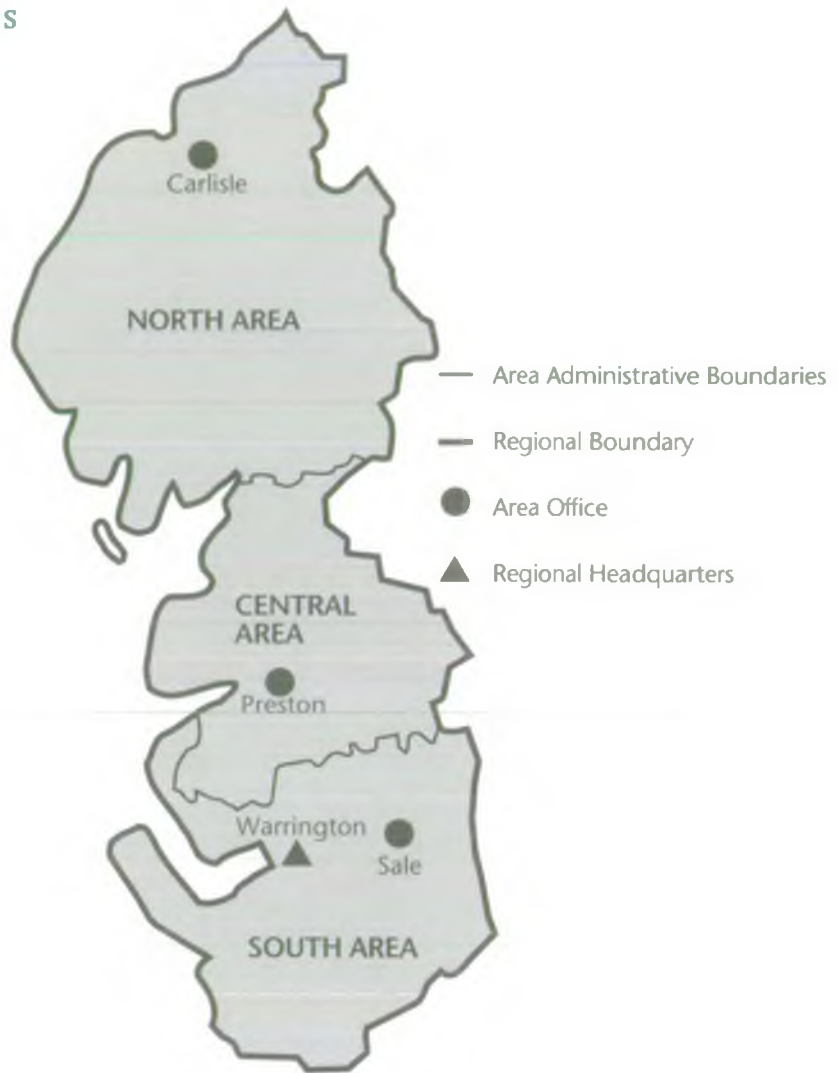 s
Carlisle
NORTH AREA
Area Administrative Boundaries
Regional Boundary
Area Office
Regional Headquarters
CENTRAL
AREA
Preston
Warrington
Sale
SOUTH AREA